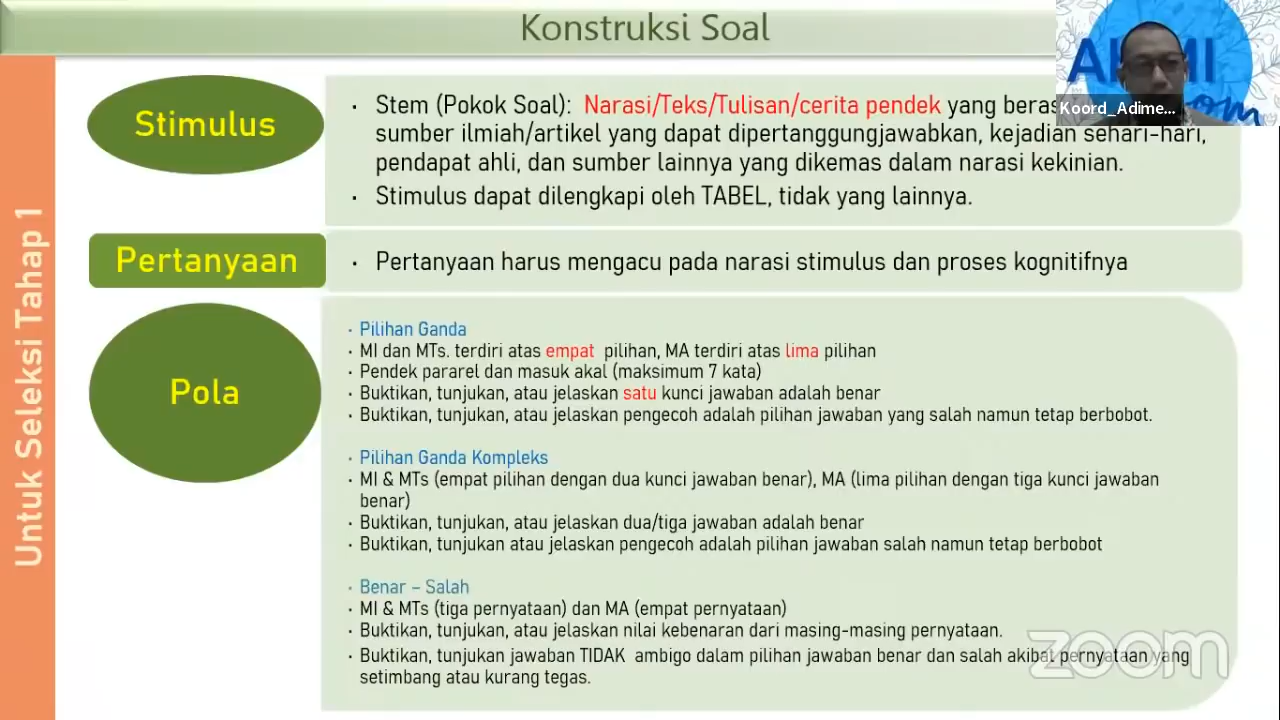 Konstruksi Soal
Koord_Adime...
Untuk Seleksi Tahap 1
Stimulus
• Stem (Pokok Soal): Narasi/Teks/Tulisan/cerita pendek yang
sumber ilmiah/artikel yang dapat dipertanggungjawabkan, kejadian sehari-hari,
pendapat ahli, dan sumber lainnya yang dikemas dalam narasi kekinian.
• Stimulus dapat dilengkapi oleh TABEL, tidak yang lainnya.
Pertanyaan
• Pertanyaan harus mengacu pada narasi stimulus dan proses kognitifnya
Pola
• Pilihan Ganda
• MI dan MTs. terdiri atas empat pilihan, MA terdiri atas lima pilihan
• Pendek pararel dan masuk akal (maksimum 7 kata)
• Buktikan, tunjukan, atau jelaskan satu kunci jawaban adalah benar
• Buktikan, tunjukan, atau jelaskan pengecoh adalah pilihan jawaban yang salah namun tetap berbobot.
• Pilihan Ganda Kompleks
• MI & MTs (empat pilihan dengan dua kunci jawaban benar), MA (lima pilihan dengan tiga kunci jawaban
benar)
• Buktikan, tunjukan, atau jelaskan dua/tiga jawaban adalah benar
• Buktikan, tunjukan atau jelaskan pengecoh adalah pilihan jawaban salah namun tetap berbobot
• Benar – Salah
• MI & MTs (tiga pernyataan) dan MA (empat pernyataan)
• Buktikan, tunjukan, atau jelaskan nilai kebenaran dari masing-masing pernyataan.
• Buktikan, tunjukan jawaban TIDAK ambigo dalam pilihan jawaban benar dan salah akibat pernyataan yang
setimbang atau kurang tegas.
zoom